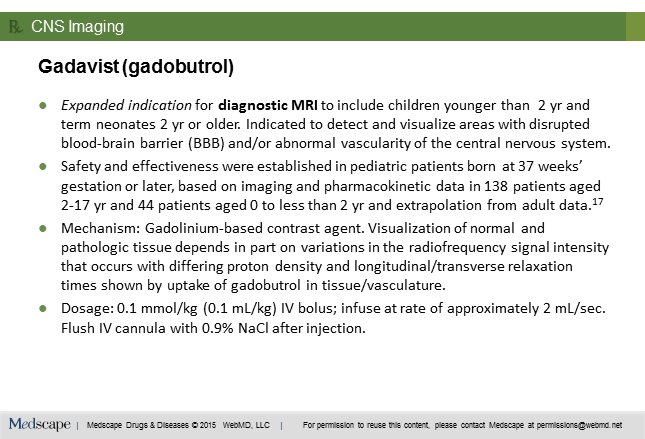 ℞ CNS Imaging
Gadavist (gadobutrol)
● Expanded indication for diagnostic MRI to include children younger than 2 yr and
term neonates 2 yr or older. Indicated to detect and visualize areas with disrupted
blood-brain barrier (BBB) and/or abnormal vascularity of the central nervous system.
● Safety and effectiveness were established in pediatric patients born at 37 weeks’
gestation or later, based on imaging and pharmacokinetic data in 138 patients aged
2-17 yr and 44 patients aged 0 to less than 2 yr and extrapolation from adult data.17
● Mechanism: Gadolinium-based contrast agent. Visualization of normal and
pathologic tissue depends in part on variations in the radiofrequency signal intensity
that occurs with differing proton density and longitudinal/transverse relaxation
times shown by uptake of gadobutrol in tissue/vasculature.
● Dosage: 0.1 mmol/kg (0.1 mL/kg) IV bolus; infuse at rate of approximately 2 mL/sec.
Flush IV cannula with 0.9% NaCl after injection.
Medscape | Medscape Drugs & Diseases © 2015 WebMD, LLC | For permission to reuse this content, please contact Medscape at permissions@webmd.net